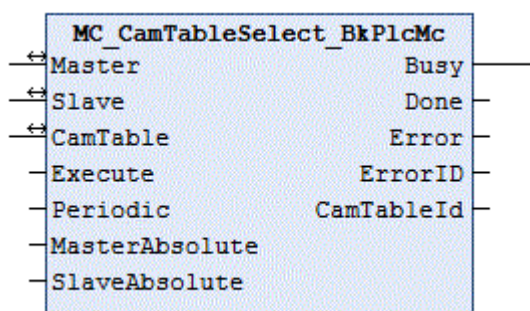 MC_CamTableSelect_BkPlcMc
Master Busy
Slave Done
CamTable Error
Execute ErrorID
Periodic CamTableId
MasterAbsolute
SlaveAbsolute